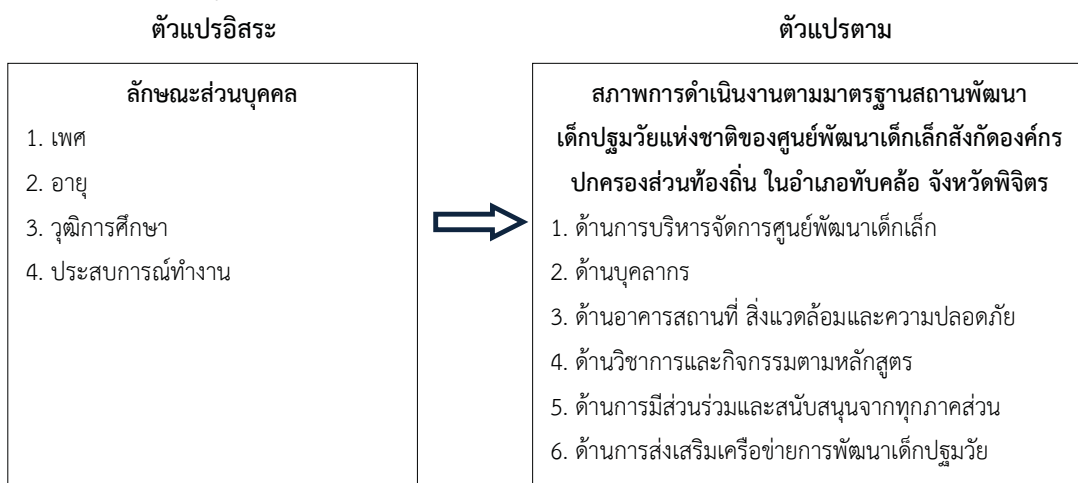 ตัวแปรอิสระ
ลักษณะส่วนบุคคล
1. เพศ
2. อายุ
3. วุฒิการศึกษา
4. ประสบการณ์ทำงาน
ตัวแปรตาม
สภาพการดำเนินงานตามมาตรฐานสถานพัฒนา
เด็กปฐมวัยแห่งชาติของศูนย์พัฒนาเด็กเล็กสังกัดองค์กร
ปกครองส่วนท้องถิ่น ในอำเภอทับคล้อ จังหวัดพิจิตร
1. ด้านการบริหารจัดการศูนย์พัฒนาเด็กเล็ก
2. ด้านบุคลากร
3. ด้านอาคารสถานที่ สิ่งแวดล้อมและความปลอดภัย
4. ด้านวิชาการและกิจกรรมตามหลักสูตร
5. ด้านการมีส่วนร่วมและสนับสนุนจากทุกภาคส่วน
6. ด้านการส่งเสริมเครือข่ายการพัฒนาเด็กปฐมวัย